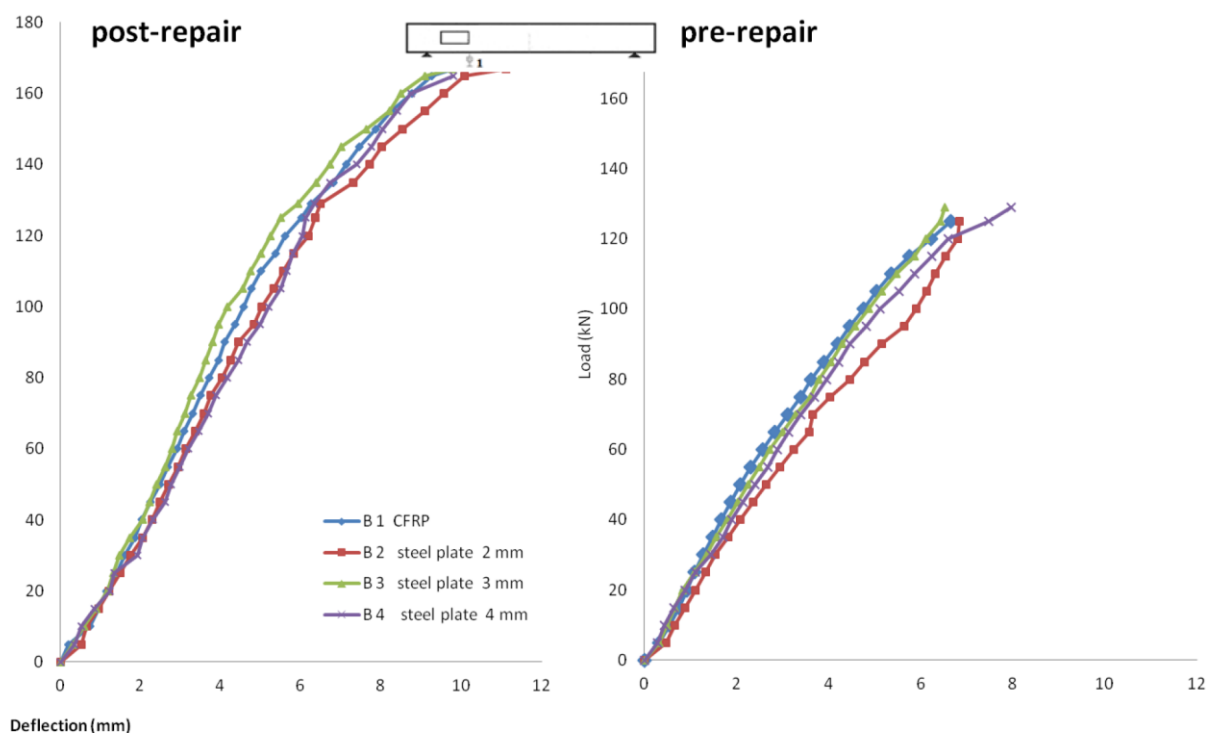 post-repair
pre-repair
1
180
160
140
120
100
80
60
40
20
0
0 2 4 6 8 10 12
Deflection (mm)
B 1 CFRP
B 2 steel plate 2 mm
B 3 steel plate 3 mm
B 4 steel plate 4 mm
Load (kN)
160
140
120
100
80
60
40
20
0
0 2 4 6 8 10 12